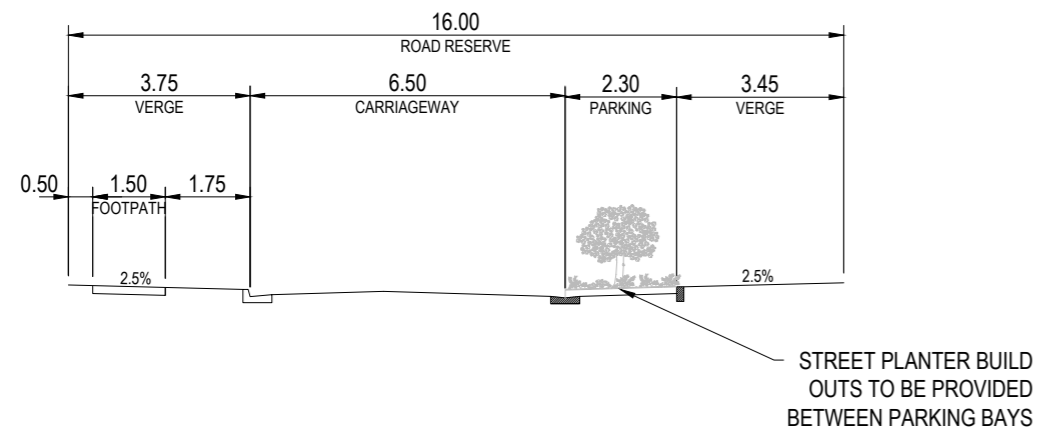 16.00
ROAD RESERVE
3.75 6.50 2.30 3.45
VERGE CARRIAGEWAY PARKING VERGE
0.50 1.50 1.75
FOOTPATH
2.5% 2.5%
STREET PLANTER BUILD
OUTS TO BE PROVIDED
BETWEEN PARKING BAYS